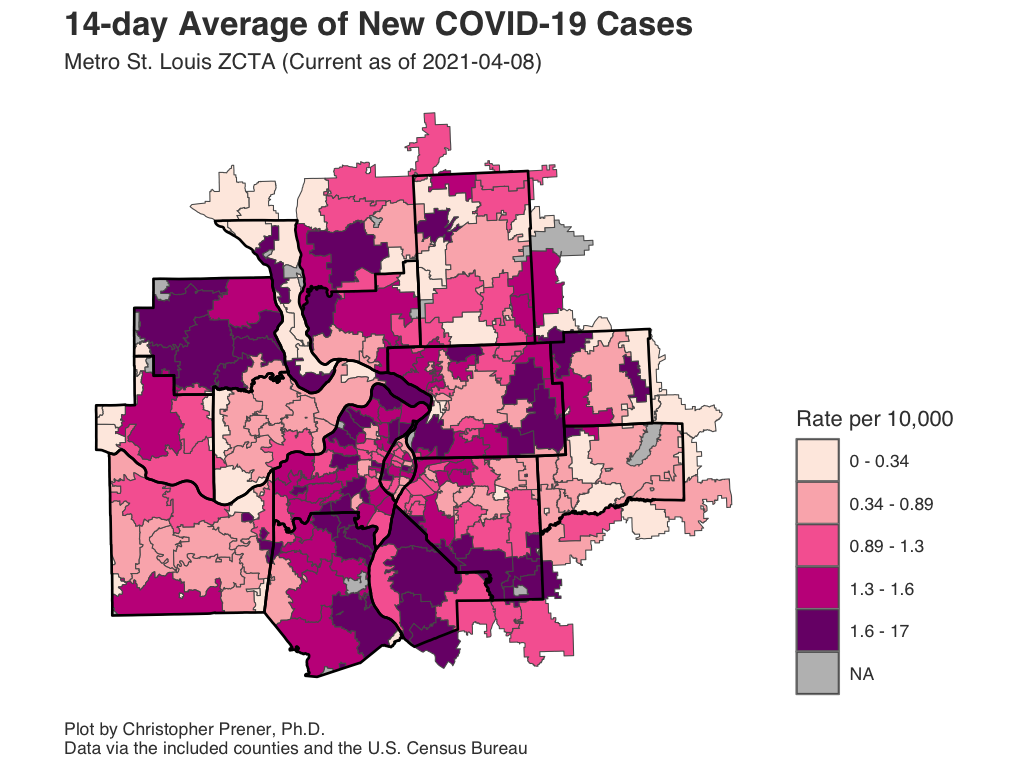 14-day Average of New COVID-19 Cases
Metro St. Louis ZCTA (Current as of 2021-04-08)
Rate per 10,000
0 - 0.34
0.34 - 0.89
0.89 - 1.3
1.3 - 1.6
1.6 - 17
NA
Plot by Christopher Prener, Ph.D.
Data via the included counties and the U.S. Census Bureau